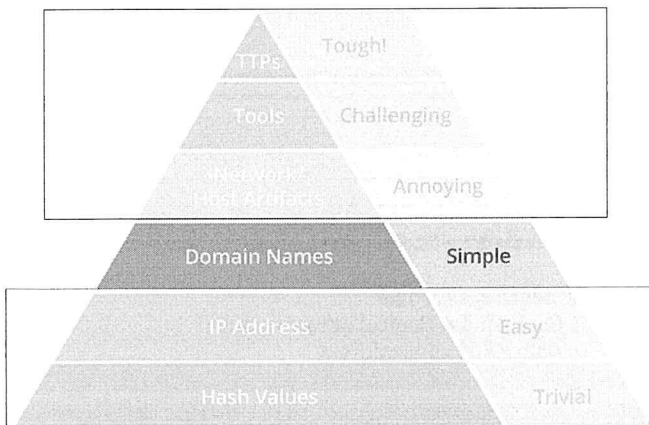 TTPs
Tough!
Tools
Challenging
Network/
Host Artifacts
Annoying
Domain Names
Simple
IP Address
Easy
Hash Values
Trivial